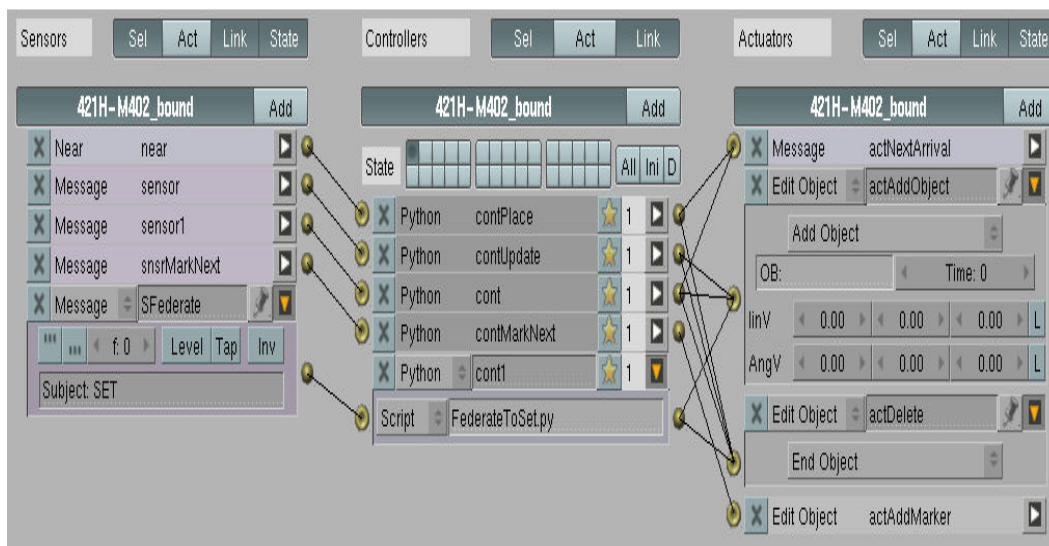 Sensors Sel Act Link State
421H-M402_bound Add
Near near
Message sensor
Message sensor1
Message snsrMarkNext
Message SFederate
f: 0 Level Tap Inv
Subject: SET
Controllers Sel Act Link
421H-M402_bound Add
State All Ini D
Python contPlace 1
Python contUpdate 1
Python cont 1
Python contMarkNext 1
Python cont1 1
Script FederateToSet.py
Actuators Sel Act Link State
421H-M402_bound Add
Message actNextArrival
Edit Object actAddObject
Add Object
OB: Time: 0
linV 0.00 0.00 0.00 L
AngV 0.00 0.00 0.00 L
Edit Object actDelete
End Object
Edit Object actAddMarker